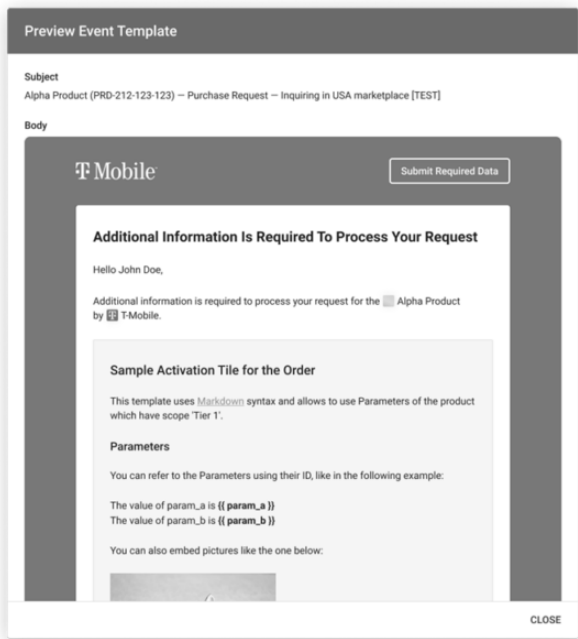 Preview Event Template
Subject
Alpha Product (PRD-212-123-123) — Purchase Request — Inquiring in USA marketplace [TEST]
Body
T Mobile
Submit Required Data
Additional Information Is Required To Process Your Request
Hello John Doe,
Additional information is required to process your request for the Alpha Product
by T T-Mobile.
Sample Activation Tile for the Order
This template uses Markdown syntax and allows to use Parameters of the product
which have scope 'Tier 1'.
Parameters
You can refer to the Parameters using their ID, like in the following example:
The value of param_a is {{ param_a }}
The value of param_b is {{ param_b }}
You can also embed pictures like the one below:
CLOSE